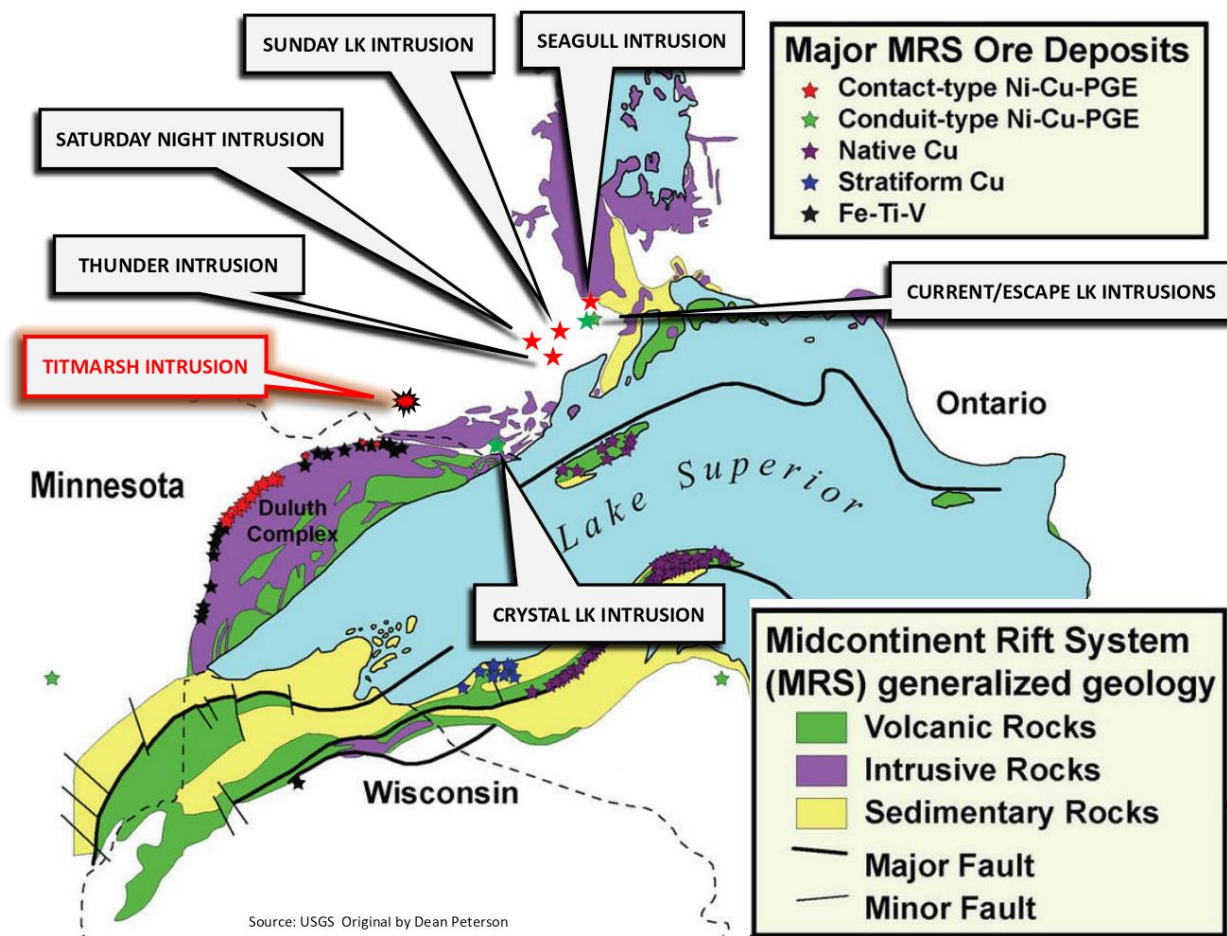 SUNDAY LK INTRUSION
SEAGULL INTRUSION
SATURDAY NIGHT INTRUSION
THUNDER INTRUSION
TITMARSH INTRUSION
CURRENT/ESCAPE LK INTRUSIONS
Major MRS Ore Deposits
Contact-type Ni-Cu-PGE
Conduit-type Ni-Cu-PGE
Native Cu
Stratiform Cu
Fe-Ti-V
Ontario
Minnesota
Duluth
Complex
Lake Superior
CRYSTAL LK INTRUSION
Wisconsin
Midcontinent Rift System
(MRS) generalized geology
Volcanic Rocks
Intrusive Rocks
Sedimentary Rocks
Major Fault
Minor Fault
Source: USGS Original by Dean Peterson